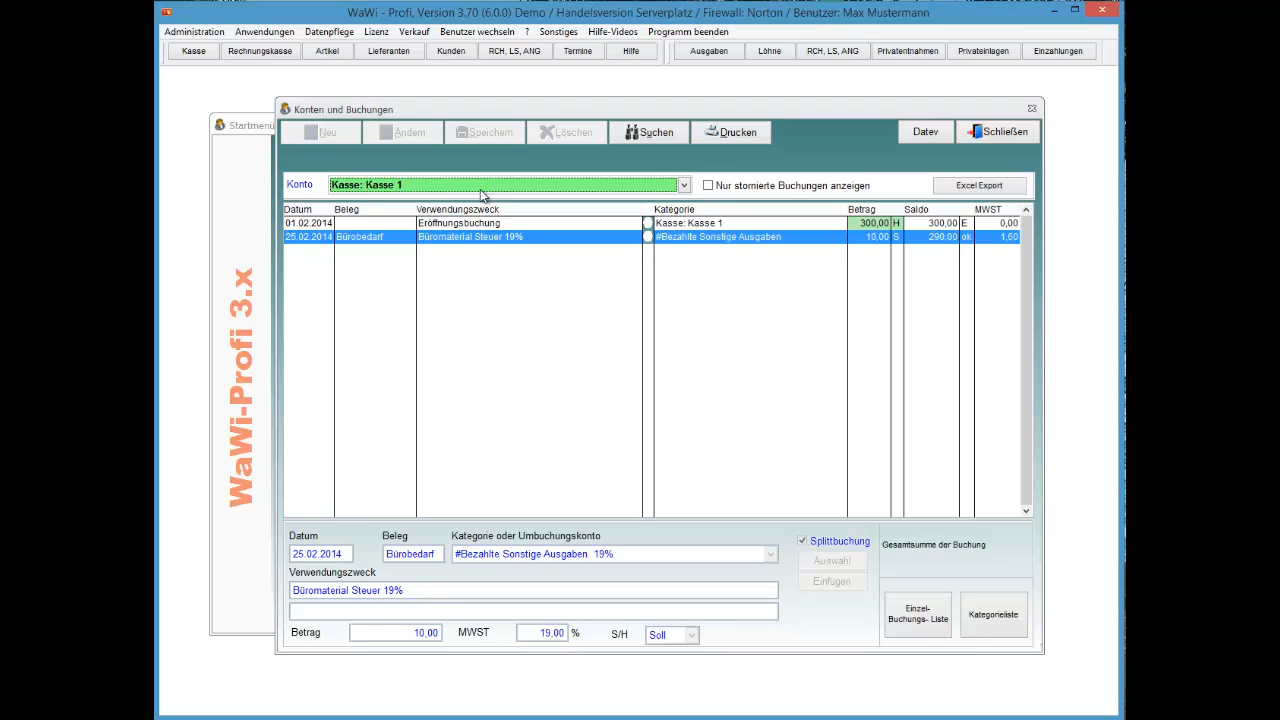 WaWi - Profi, Version 3.70 (6.0.0) Demo / Handelsversion Serverplatz / Firewall: Norton / Benutzer: Max Mustermann
Administration Anwendungen Datenpflege Lizenz Verkauf Benutzer wechseln ? Sonstiges Hilfe-Videos Programm beenden
Kasse Rechnungskasse Artikel Lieferanten Kunden RCH, LS, ANG Termine Hilfe Ausgaben Löhne RCH, LS, ANG Privatentnahmen Privateinlagen Einzahlungen
Startmenü
WaWi-Profi 3.x
Konten und Buchungen
Neu Ändern Speichern Löschen Suchen Drucken Datev Schließen
Konto Kasse: Kasse 1 Nur stornierte Buchungen anzeigen Excel Export
Datum Beleg Verwendungszweck Kategorie Betrag Saldo MWST
01.02.2014 Eröffnungsbuchung Kasse: Kasse 1 300,00 H 300,00 E 0,00
25.02.2014 Bürobedarf Büromaterial Steuer 19% #Bezahlte Sonstige Ausgaben 10,00 S 290,00 ok 1,60
Datum Beleg Kategorie oder Umbuchungskonto
25.02.2014 Bürobedarf #Bezahlte Sonstige Ausgaben 19%
Verwendungszweck
Büromaterial Steuer 19%
Betrag 10,00 MWST 19,00 % S/H Soll
Splittbuchung
Auswahl
Einfügen
Gesamtsumme der Buchung
Einzel-
Buchungs- Liste
Kategorieliste